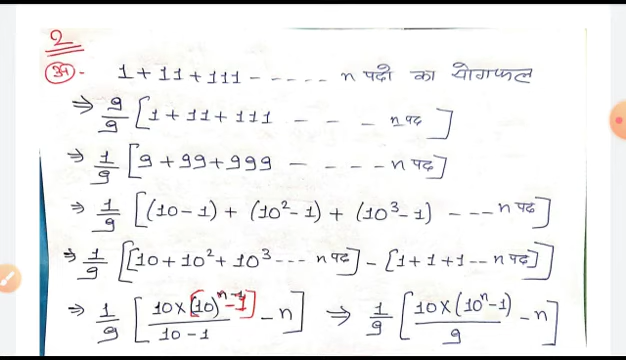 2
(अ)- 1 + 11 + 111 ----- n पदो का योगफल
⇒ 9/9 [1 + 11 + 111 - - - n पद]
⇒ 1/9 [9 + 99 + 999 - - - - n पद]
⇒ 1/9 [(10-1) + (10²-1) + (10³-1) --- n पद]
⇒ 1/9 [[10 + 10² + 10³ --- n पद] - [1+1+1 -- n पद]]
⇒ 1/9 [10×[(10)ⁿ⁻¹-1]/10-1 - n] ⇒ 1/9 [10×(10ⁿ-1)/9 - n]